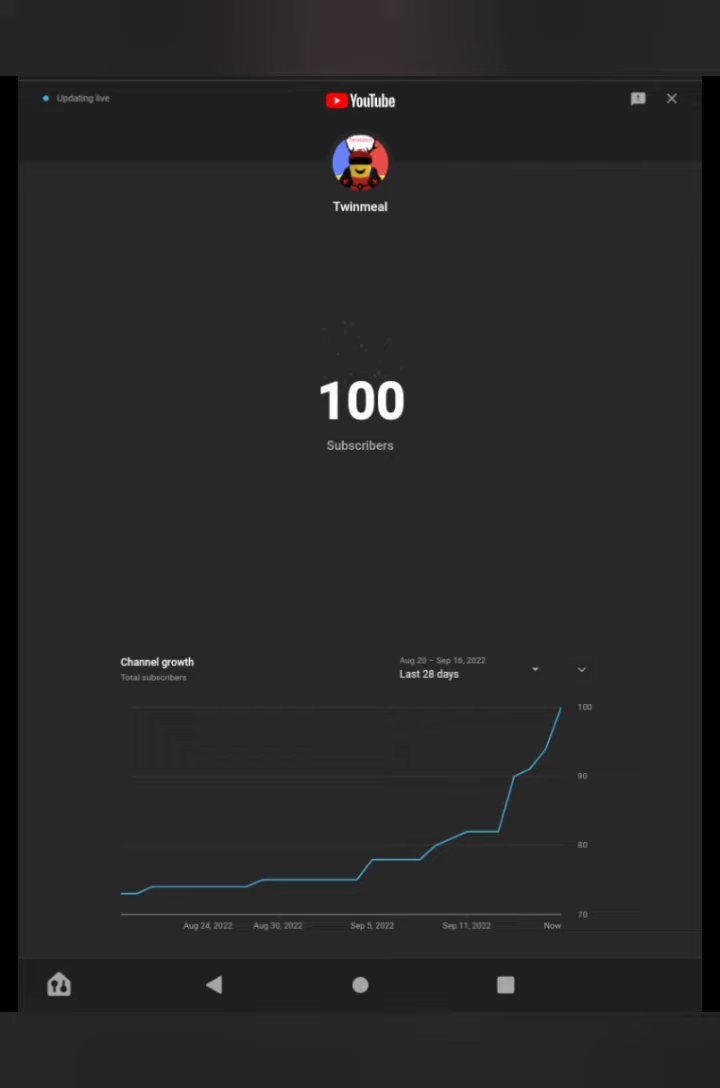 Updating live
YouTube
Twinmeal
100
Subscribers
Channel growth
Total subscribers
Aug 20 – Sep 16, 2022
Last 28 days
100
90
80
70
Aug 24, 2022 Aug 30, 2022 Sep 5, 2022 Sep 11, 2022 Now